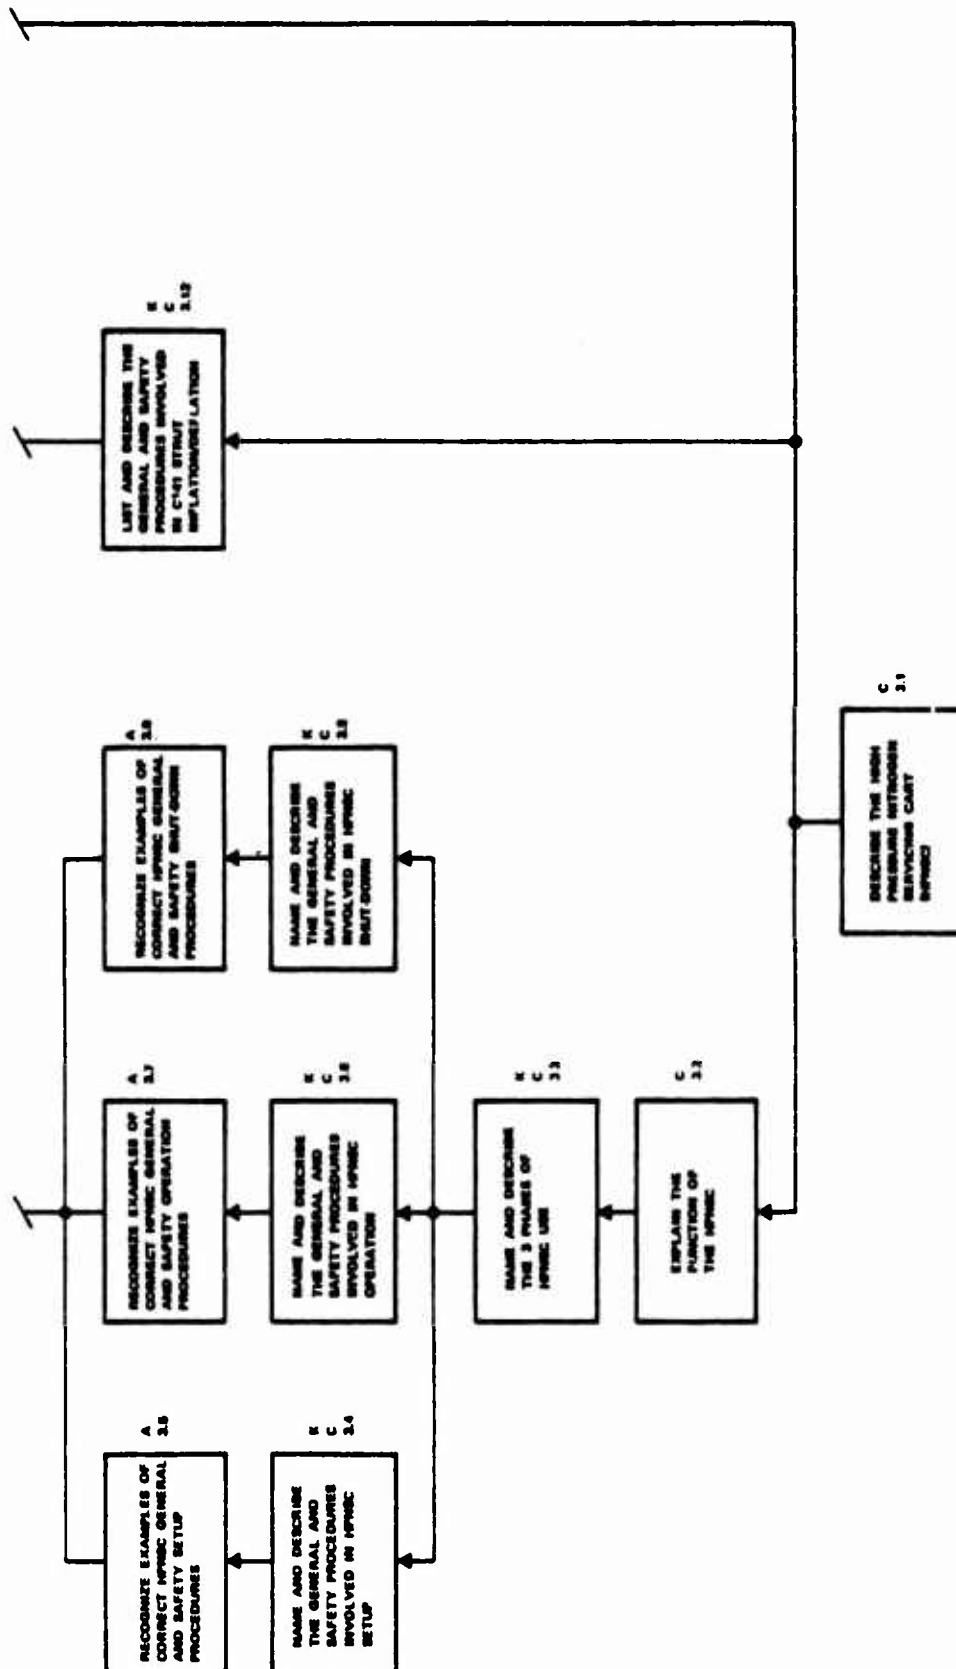 RECOGNIZE EXAMPLES OF
CORRECT HPNSC GENERAL
AND SAFETY SETUP
PROCEDURES
A
3.5
NAME AND DESCRIBE
THE GENERAL AND
SAFETY PROCEDURES
INVOLVED IN HPNSC
SETUP
K
C
3.4
RECOGNIZE EXAMPLES OF
CORRECT HPNSC GENERAL
AND SAFETY OPERATION
PROCEDURES
A
3.7
NAME AND DESCRIBE
THE GENERAL AND
SAFETY PROCEDURES
INVOLVED IN HPNSC
OPERATION
K
C
3.6
NAME AND DESCRIBE
THE 3 PHASES OF
HPNSC USE
K
C
3.3
EXPLAIN THE
FUNCTION OF
THE HPNSC
C
3.2
RECOGNIZE EXAMPLES OF
CORRECT HPNSC GENERAL
AND SAFETY SHUT-DOWN
PROCEDURES
A
NAME AND DESCRIBE
THE GENERAL AND
SAFETY PROCEDURES
INVOLVED IN HPNSC
SHUT-DOWN
K
C
DESCRIBE THE HIGH
PRESSURE NITROGEN
SERVICING CART
(HPNSC)
C
3.1
LIST AND DESCRIBE THE
GENERAL AND SAFETY
PROCEDURES INVOLVED
IN C141 STRUT
INFLATION/DEFLATION
K
C
3.12